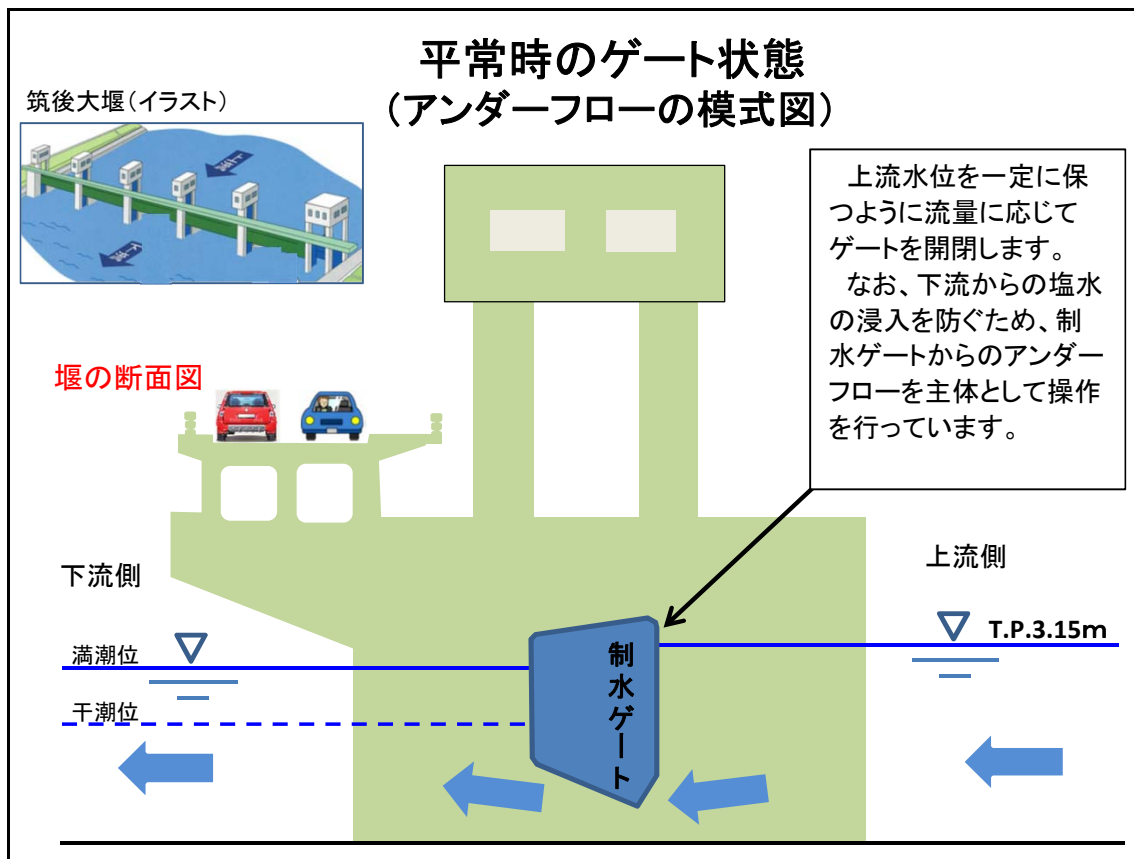 平常時のゲート状態
（アンダーフローの模式図）
筑後大堰（イラスト）
上流水位を一定に保
つように流量に応じて
ゲートを開閉します。
なお、下流からの塩水
の浸入を防ぐため、制
水ゲートからのアンダー
フローを主体として操作
を行っています。
堰の断面図
下流側
上流側
T.P.3.15m
満潮位
干潮位
制水ゲート